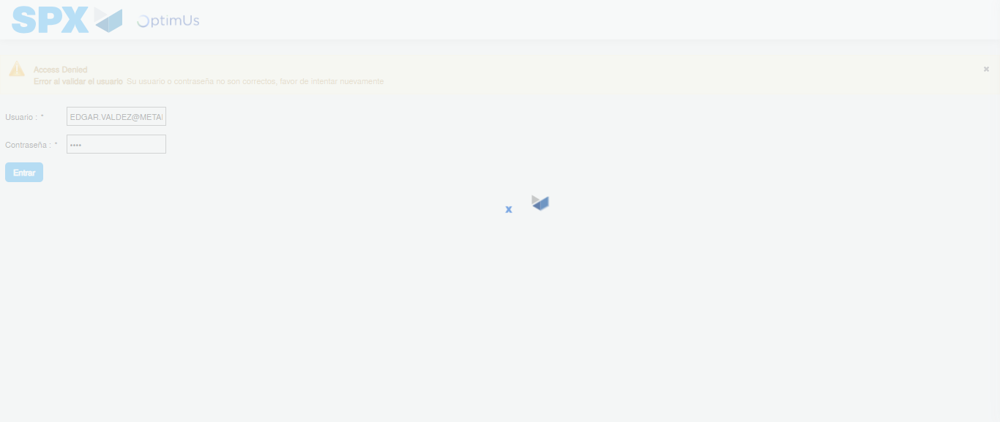 SPX OptimUs
Access Denied
Error al validar el usuario Su usuario o contraseña no son correctos, favor de intentar nuevamente
Usuario : * EDGAR.VALDEZ@META
Contraseña : * ••••
Entrar
x